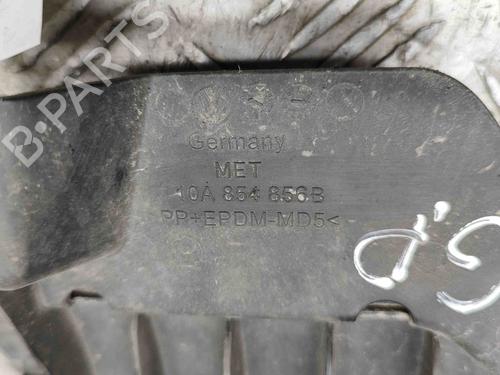 B-PARTS
Germany
MET
10A 854 856B
PP+EPDM-MD5<